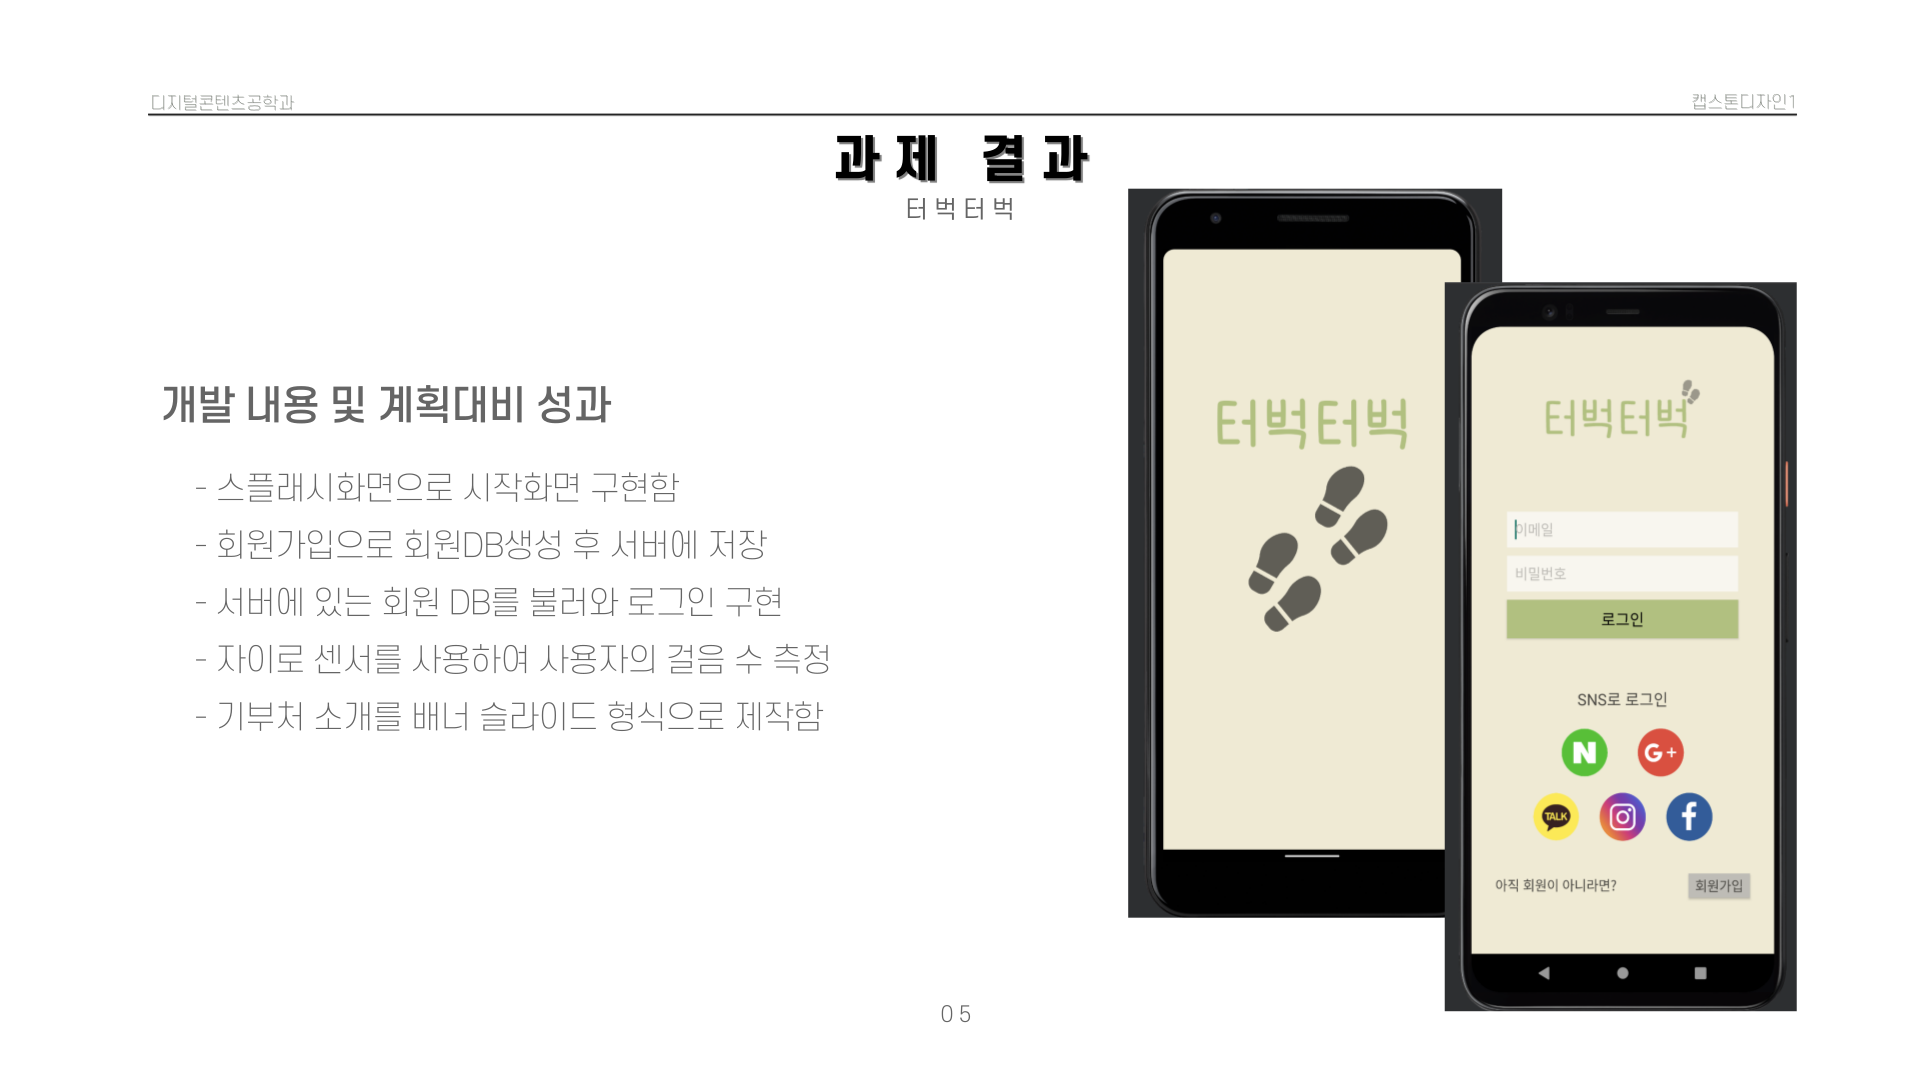 디지털콘텐츠공학과
캡스톤디자인1
과제 결과
터벅터벅
개발 내용 및 계획대비 성과
- 스플래시화면으로 시작화면 구현함
- 회원가입으로 회원DB생성 후 서버에 저장
- 서버에 있는 회원 DB를 불러와 로그인 구현
- 자이로 센서를 사용하여 사용자의 걸음 수 측정
- 기부처 소개를 배너 슬라이드 형식으로 제작함
터벅터벅
터벅터벅
이메일
비밀번호
로그인
SNS로 로그인
N
G+
TALK
f
아직 회원이 아니라면?
회원가입
05